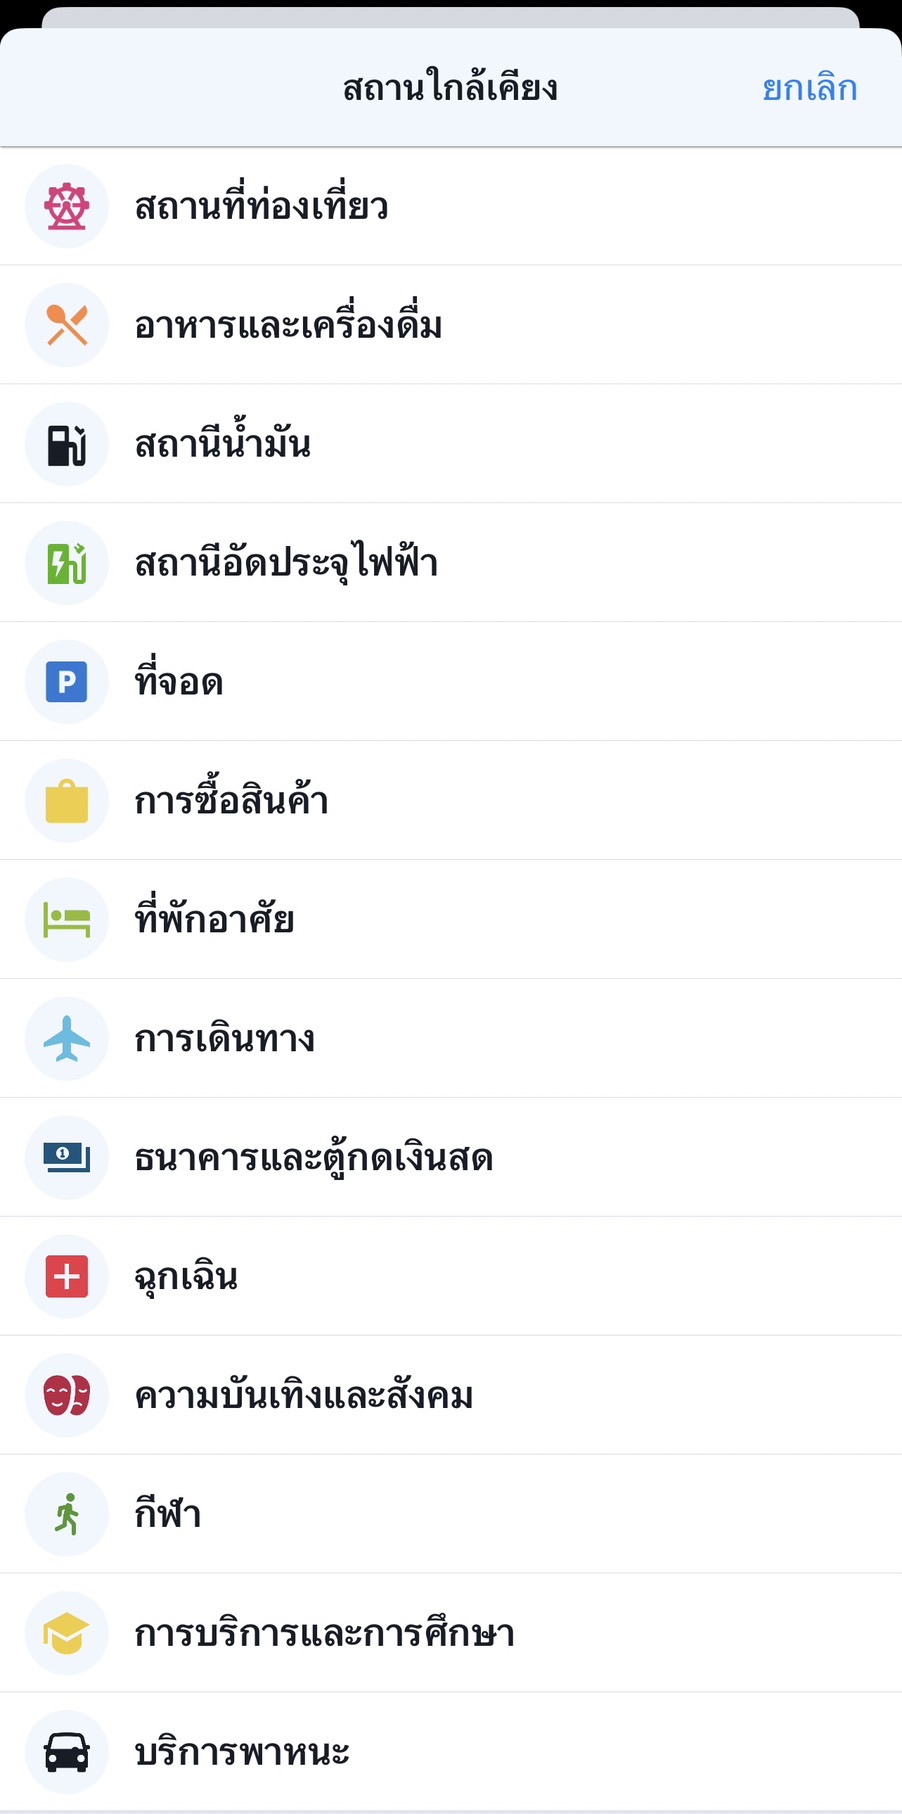 สถานใกล้เคียง
ยกเลิก
สถานที่ท่องเที่ยว
อาหารและเครื่องดื่ม
สถานีน้ำมัน
สถานีอัดประจุไฟฟ้า
P
ที่จอด
การซื้อสินค้า
ที่พักอาศัย
การเดินทาง
1
ธนาคารและตู้กดเงินสด
ฉุกเฉิน
ความบันเทิงและสังคม
กีฬา
การบริการและการศึกษา
บริการพาหนะ